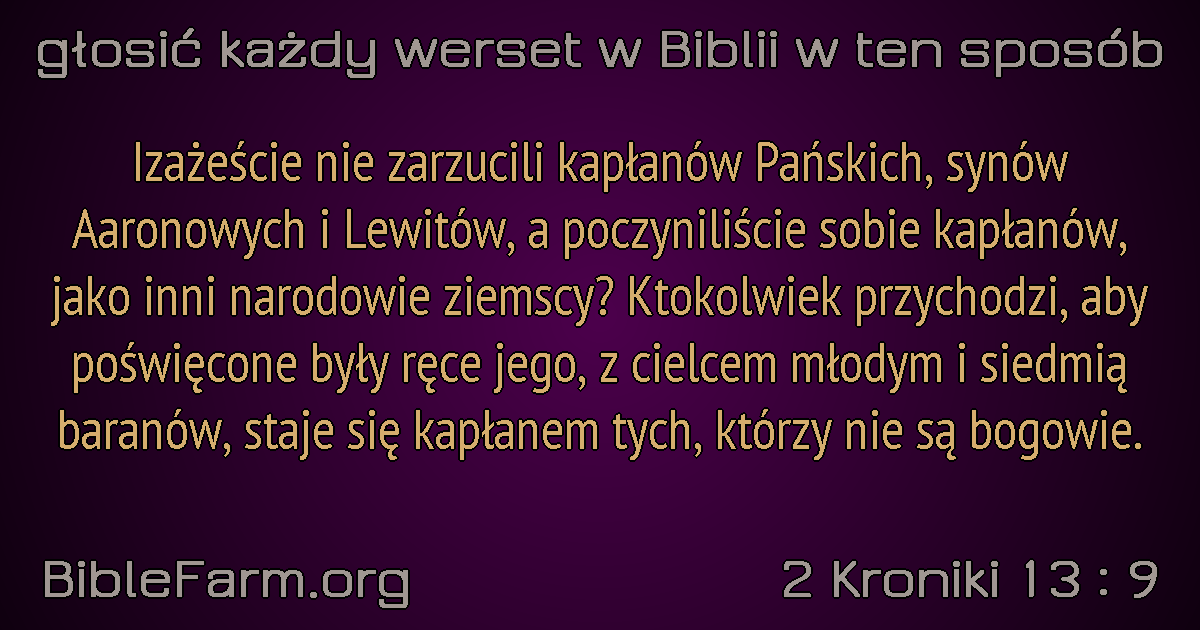 głosić każdy werset w Biblii w ten sposób
Izażeście nie zarzucili kapłanów Pańskich, synów
Aaronowych i Lewitów, a poczyniliście sobie kapłanów,
jako inni narodowie ziemscy? Ktokolwiek przychodzi, aby
poświęcone były ręce jego, z cielcem młodym i siedmią
baranów, staje się kapłanem tych, którzy nie są bogowie.
BibleFarm.org
2 Kroniki 13 : 9